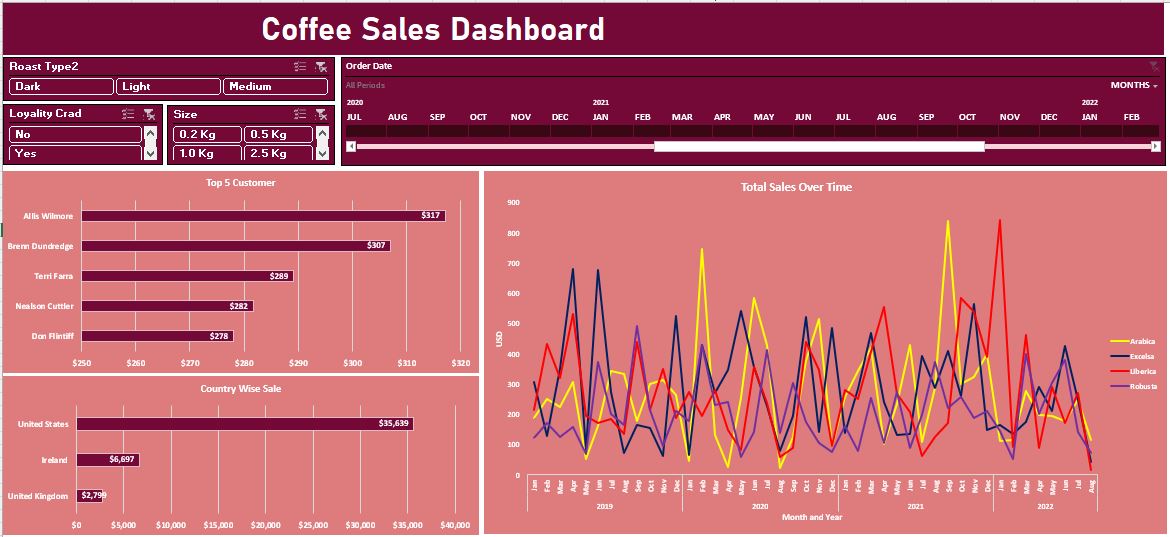 Coffee Sales Dashboard
Roast Type2
Dark Light Medium
Loyality Crad
No
Yes
Size
0.2 Kg 0.5 Kg
1.0 Kg 2.5 Kg
Order Date
All Periods MONTHS
2020 2021 2022
JUL AUG SEP OCT NOV DEC JAN FEB MAR APR MAY JUN JUL AUG SEP OCT NOV DEC JAN FEB
Top 5 Customer
Allis Wilmore $317
Brenn Dundredge $307
Terri Farra $289
Nealson Cuttler $282
Don Flintiff $278
$250 $260 $270 $280 $290 $300 $310 $320
Country Wise Sale
United States $35,639
Ireland $6,697
United Kingdom $2,799
$0 $5,000 $10,000 $15,000 $20,000 $25,000 $30,000 $35,000 $40,000
Total Sales Over Time
900
800
700
600
500
400
300
200
100
0
USD
Arabica
Excelsa
Liberica
Robusta
Jan Feb Mar Apr May Jun Jul Aug Sep Oct Nov Dec Jan Feb Mar Apr May Jun Jul Aug Sep Oct Nov Dec Jan Feb Mar Apr May Jun Jul Aug Sep Oct Nov Dec Jan Feb Mar Apr May Jun Jul Aug
2019 2020 2021 2022
Month and Year